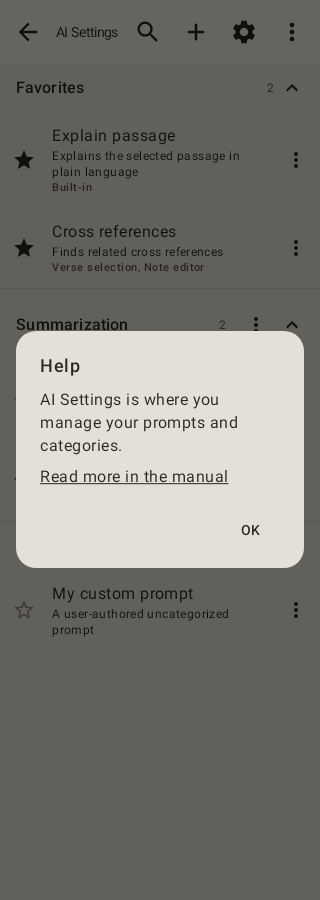 AI Settings
Favorites 2
Explain passage
Explains the selected passage in
plain language
Built-in
Cross references
Finds related cross references
Verse selection, Note editor
Summarization 2
Help
AI Settings is where you
manage your prompts and
categories.
Read more in the manual
OK
My custom prompt
A user-authored uncategorized
prompt